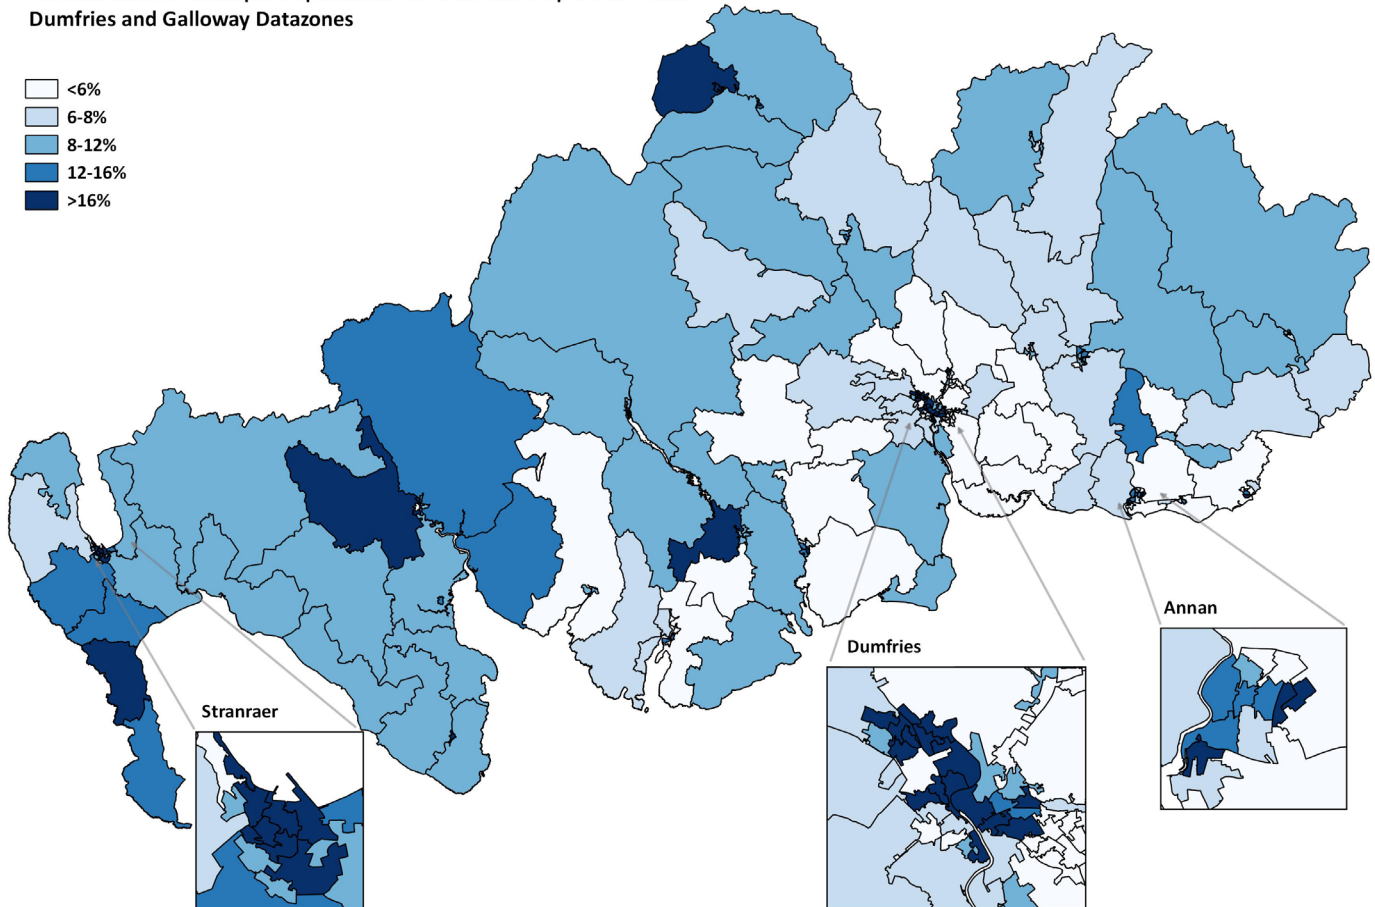 Dumfries and Galloway Datazones
<6%
6-8%
8-12%
12-16%
>16%
Annan
Dumfries
Stranraer